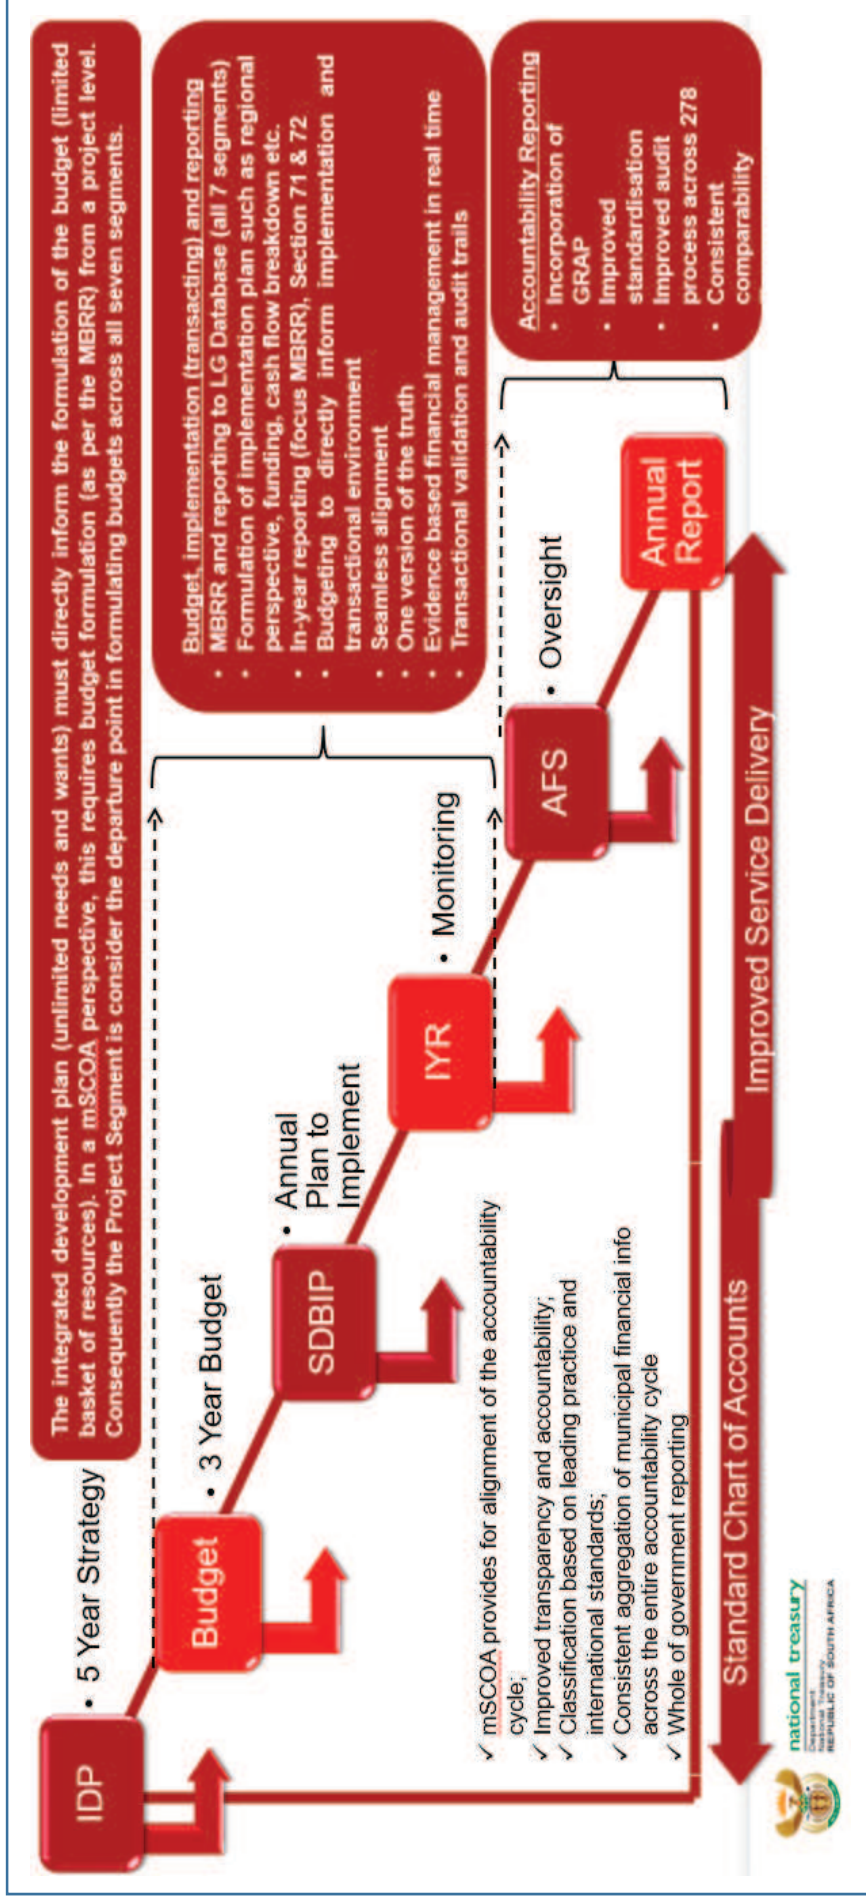 The integrated development plan (unlimited needs and wants) must directly inform the formulation of the budget (limited
basket of resources). In a mSCOA perspective, this requires budget formulation (as per the MBRR) from a project level.
Consequently the Project Segment is consider the departure point in formulating budgets across all seven segments.
IDP
• 5 Year Strategy
Budget
• 3 Year Budget
SDBIP
• Annual
Plan to
Implement
IYR
• Monitoring
AFS
• Oversight
Annual
Report
Budget, implementation (transacting) and reporting
• MBRR and reporting to LG Database (all 7 segments)
• Formulation of implementation plan such as regional
perspective, funding, cash flow breakdown etc.
• In-year reporting (focus MBRR), Section 71 & 72
• Budgeting to directly inform implementation and
transactional environment
• Seamless alignment
• One version of the truth
• Evidence based financial management in real time
• Transactional validation and audit trails
Accountability Reporting
• Incorporation of
GRAP
• Improved
standardisation
• Improved audit
process across 278
• Consistent
comparability
✓ mSCOA provides for alignment of the accountability
cycle;
✓ Improved transparency and accountability;
✓ Classification based on leading practice and
international standards;
✓ Consistent aggregation of municipal financial info
across the entire accountability cycle
✓ Whole of government reporting
Standard Chart of Accounts
Improved Service Delivery
national treasury
Department:
National Treasury
REPUBLIC OF SOUTH AFRICA